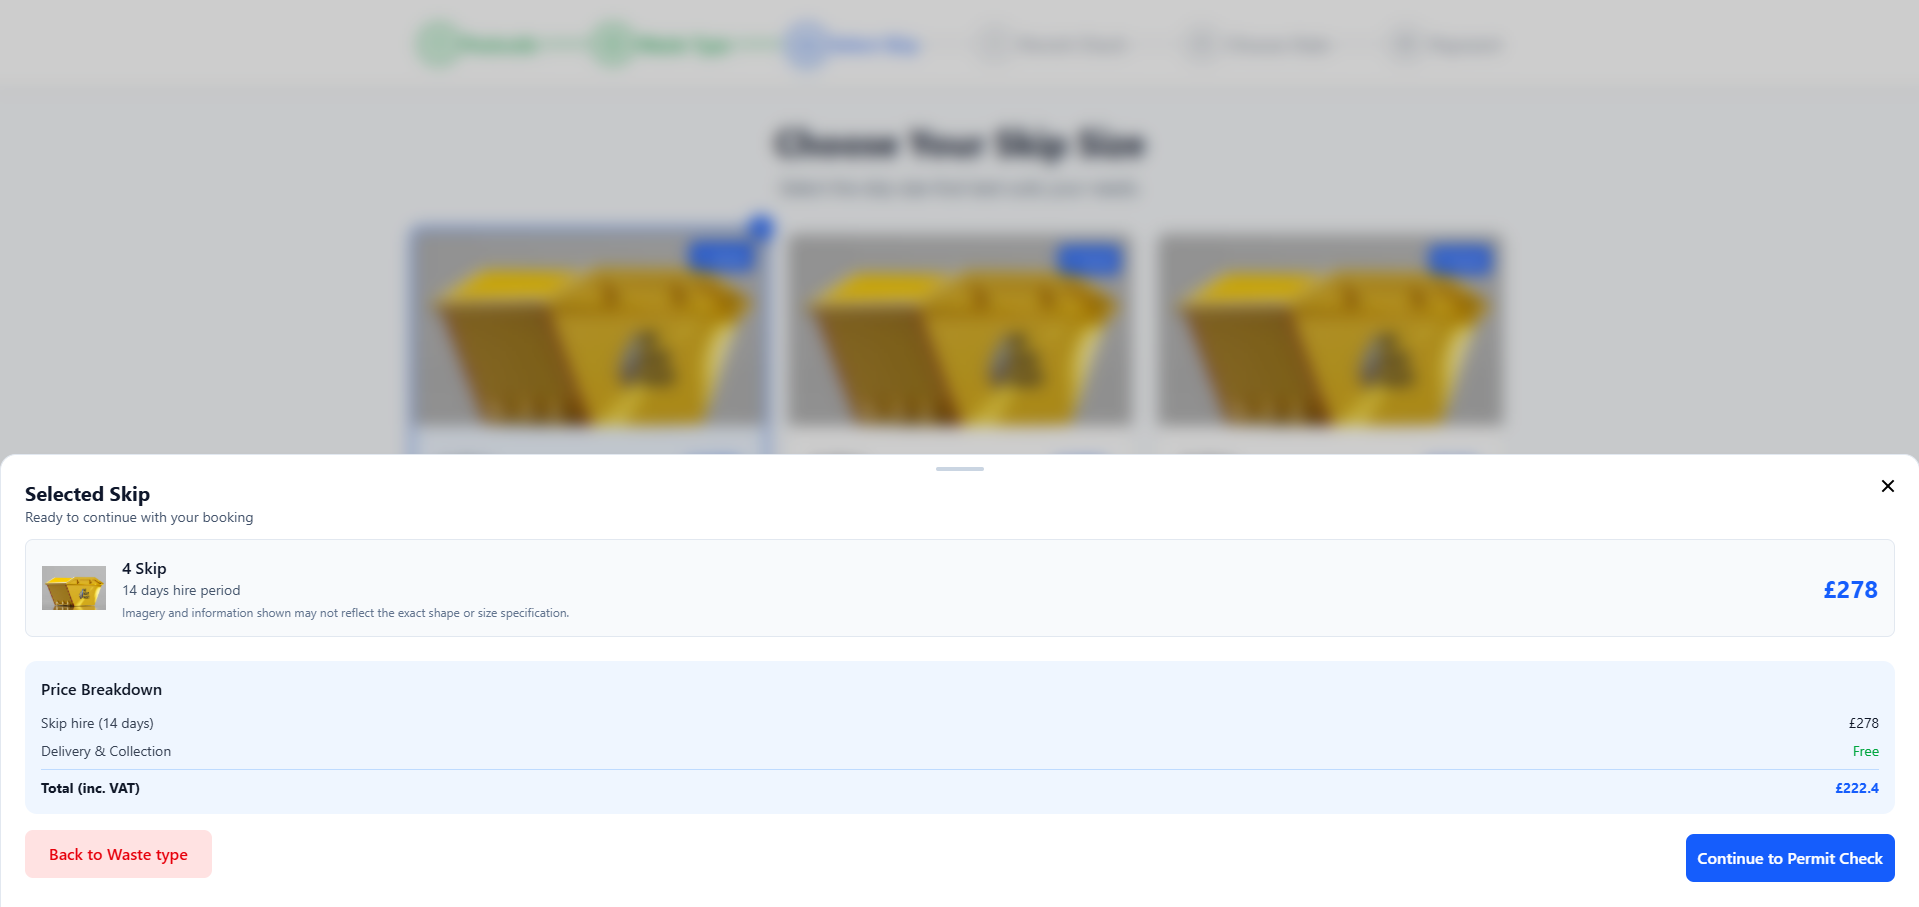 Choose Your Skip Size
Selected Skip
Ready to continue with your booking
4 Skip
14 days hire period
Imagery and information shown may not reflect the exact shape or size specification.
£278
Price Breakdown
Skip hire (14 days)
£278
Delivery & Collection
Free
Total (inc. VAT)
£222.4
Back to Waste type
Continue to Permit Check